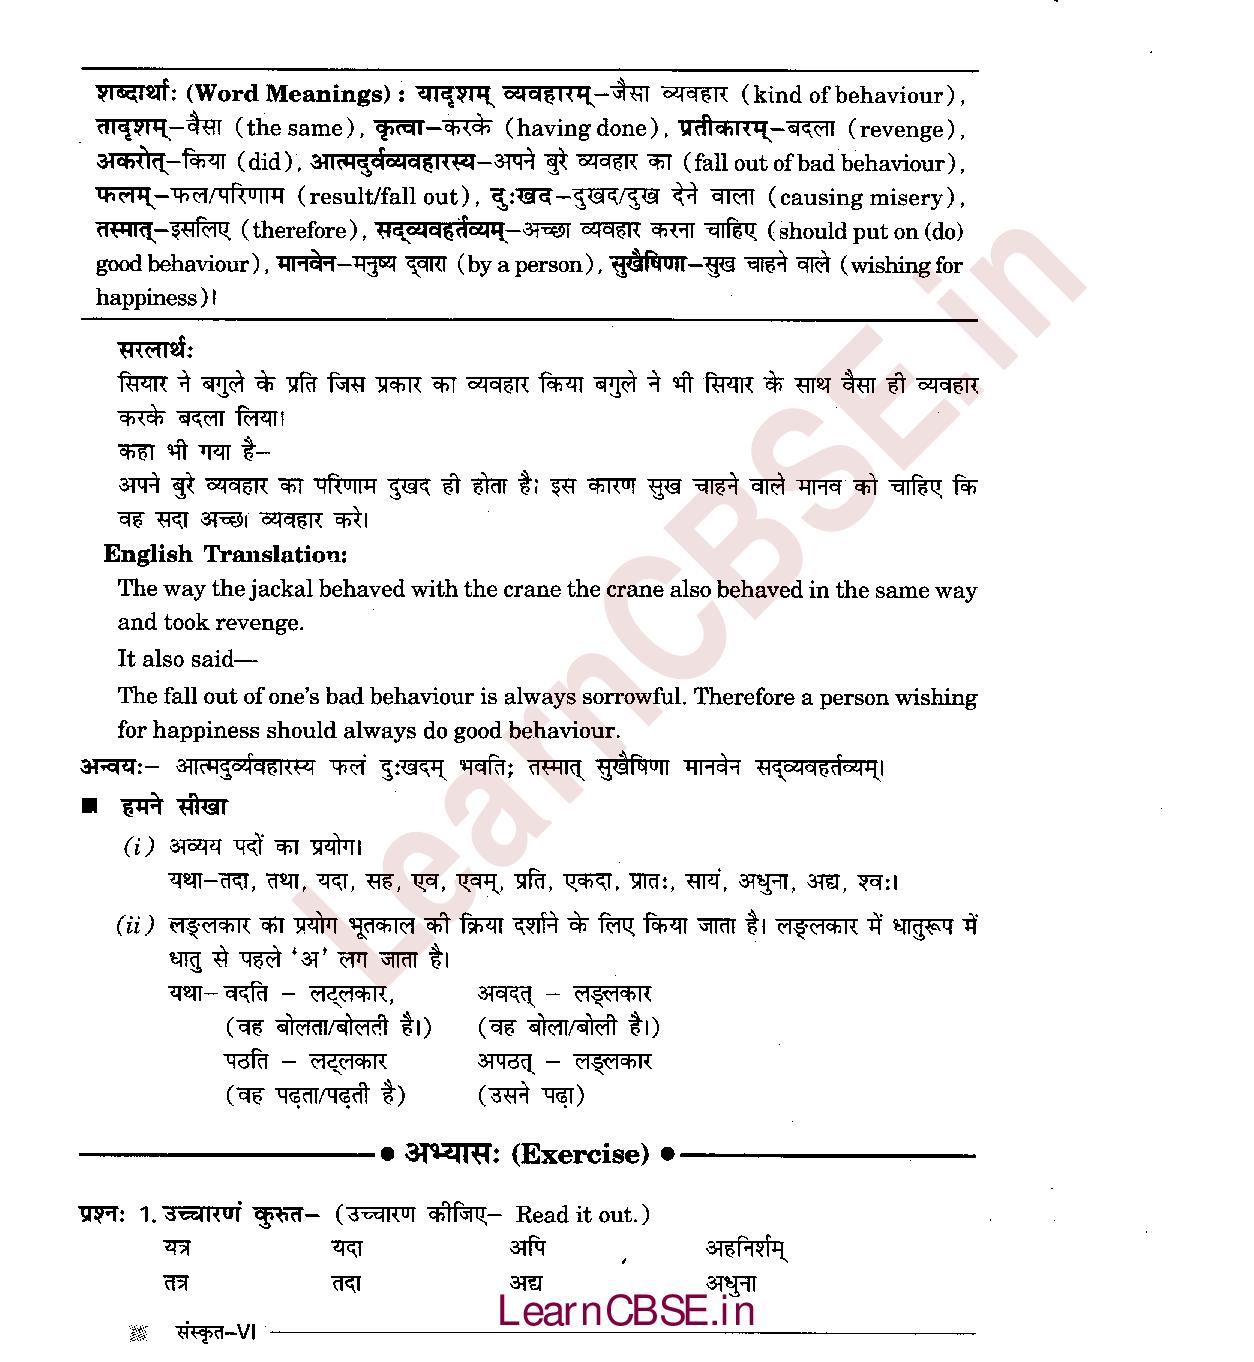 शब्दार्थाः (Word Meanings) : यादृशम् व्यवहारम्–जैसा व्यवहार (kind of behaviour),
तादृशम्–वैसा (the same), कृत्वा–करके (having done), प्रतीकारम्–बदला (revenge),
अकरोत्–किया (did), आत्मदुर्वव्यवहारस्य–अपने बुरे व्यवहार का (fall out of bad behaviour),
फलम्–फल/परिणाम (result/fall out), दुःखद–दुखद/दुख देने वाला (causing misery),
तस्मात्–इसलिए (therefore), सद्व्यवहर्तव्यम्–अच्छा व्यवहार करना चाहिए (should put on (do)
good behaviour), मानवेन–मनुष्य द्वारा (by a person), सुखैषिणा–सुख चाहने वाले (wishing for
happiness)।
सरलार्थः
सियार ने बगुले के प्रति जिस प्रकार का व्यवहार किया बगुले ने भी सियार के साथ वैसा ही व्यवहार
करके बदला लिया।
कहा भी गया है–
अपने बुरे व्यवहार का परिणाम दुखद ही होता है। इस कारण सुख चाहने वाले मानव को चाहिए कि
वह सदा अच्छा व्यवहार करे।
English Translation:
The way the jackal behaved with the crane the crane also behaved in the same way
and took revenge.
It also said—
The fall out of one's bad behaviour is always sorrowful. Therefore a person wishing
for happiness should always do good behaviour.
अन्वयः– आत्मदुर्व्यवहारस्य फलं दुःखदम् भवति; तस्मात् सुखैषिणा मानवेन सद्व्यवहर्तव्यम्।
■ हमने सीखा
(i) अव्यय पदों का प्रयोग।
यथा–तदा, तथा, यदा, सह, एव, एवम्, प्रति, एकदा, प्रातः, सायं, अधुना, अद्य, श्वः।
(ii) लङ्लकार का प्रयोग भूतकाल की क्रिया दर्शाने के लिए किया जाता है। लङ्लकार में धातुरूप में
धातु से पहले 'अ' लग जाता है।
यथा– वदति – लट्लकार, अवदत् – लङ्लकार
(वह बोलता/बोलती है।) (वह बोला/बोली है।)
पठति – लट्लकार अपठत् – लङ्लकार
(वह पढ़ता/पढ़ती है) (उसने पढ़ा)
● अभ्यासः (Exercise) ●
प्रश्नः 1. उच्चारणं कुरुत– (उच्चारण कीजिए– Read it out.)
यत्र यदा अपि अहनिर्शम्
तत्र तदा अद्य अधुना
LearnCBSE.in
संस्कृत–VI
LearnCBSE.in